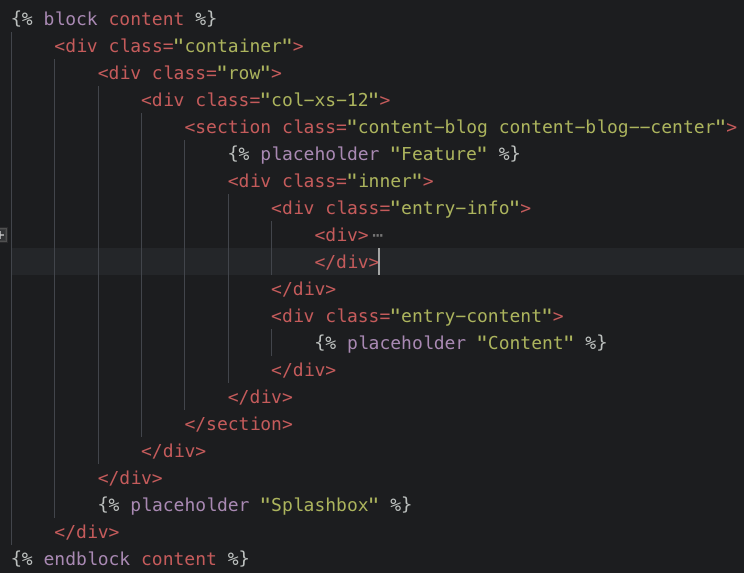 {% block content %}
    <div class="container">
        <div class="row">
            <div class="col-xs-12">
                <section class="content-blog content-blog--center">
                    {% placeholder "Feature" %}
                    <div class="inner">
                        <div class="entry-info">
                            <div>⋯
                            </div>
                        </div>
                        <div class="entry-content">
                            {% placeholder "Content" %}
                        </div>
                    </div>
                </section>
            </div>
        </div>
        {% placeholder "Splashbox" %}
    </div>
{% endblock content %}